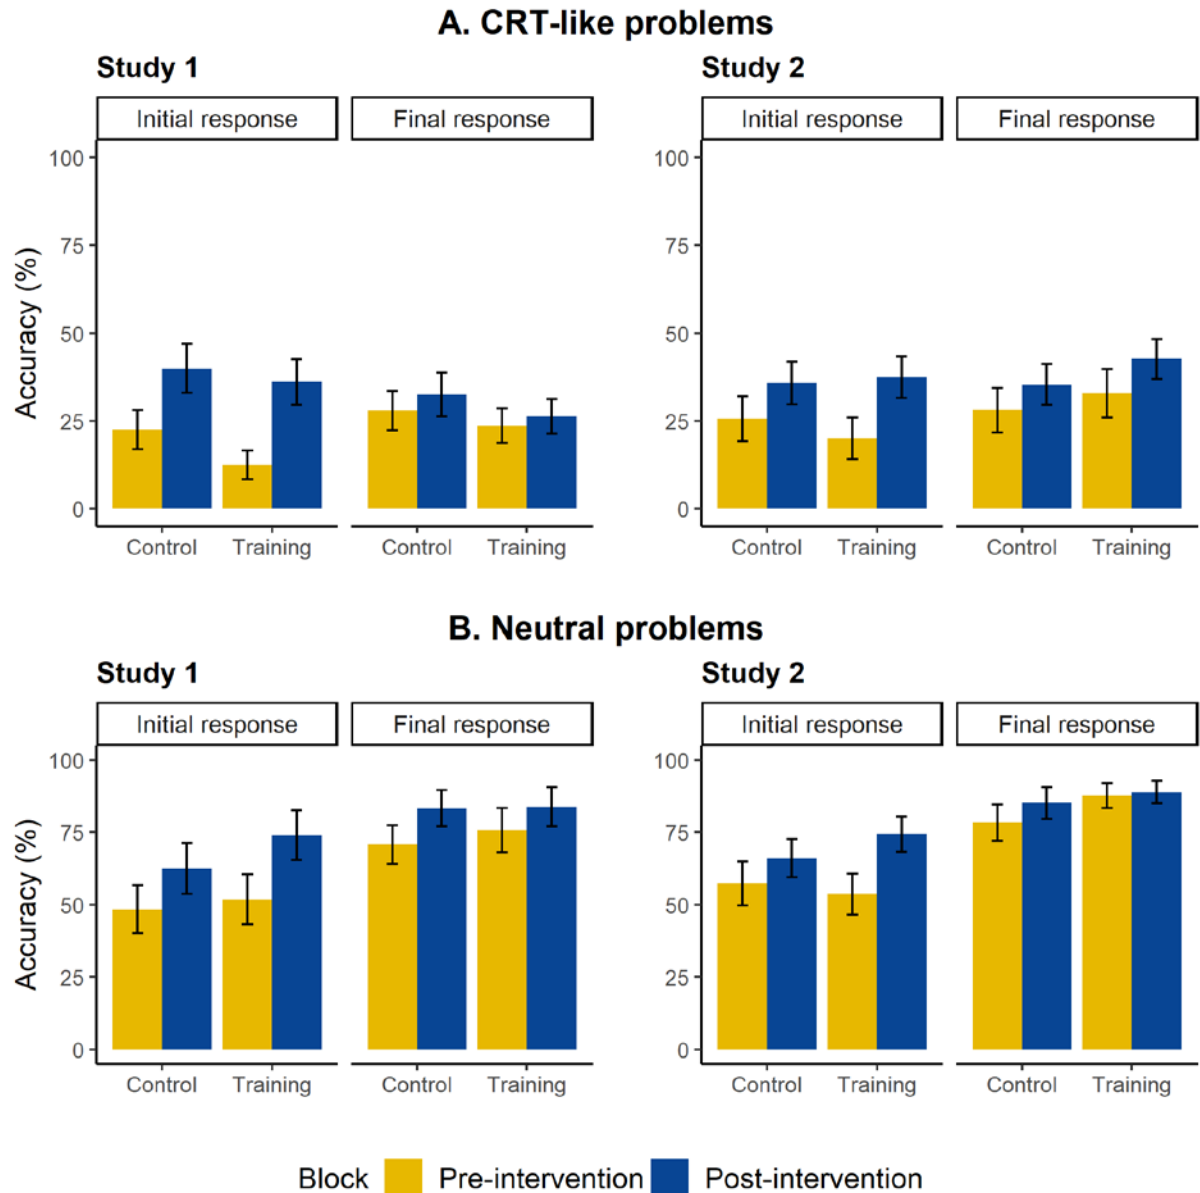 A. CRT-like problems
Study 1
Initial response
Final response
Accuracy (%)
100
75
50
25
0
Control
Training
Control
Training
Study 2
Initial response
Final response
100
75
50
25
0
Control
Training
Control
Training
B. Neutral problems
Study 1
Initial response
Final response
Accuracy (%)
100
75
50
25
0
Control
Training
Control
Training
Study 2
Initial response
Final response
100
75
50
25
0
Control
Training
Control
Training
Block Pre-intervention Post-intervention